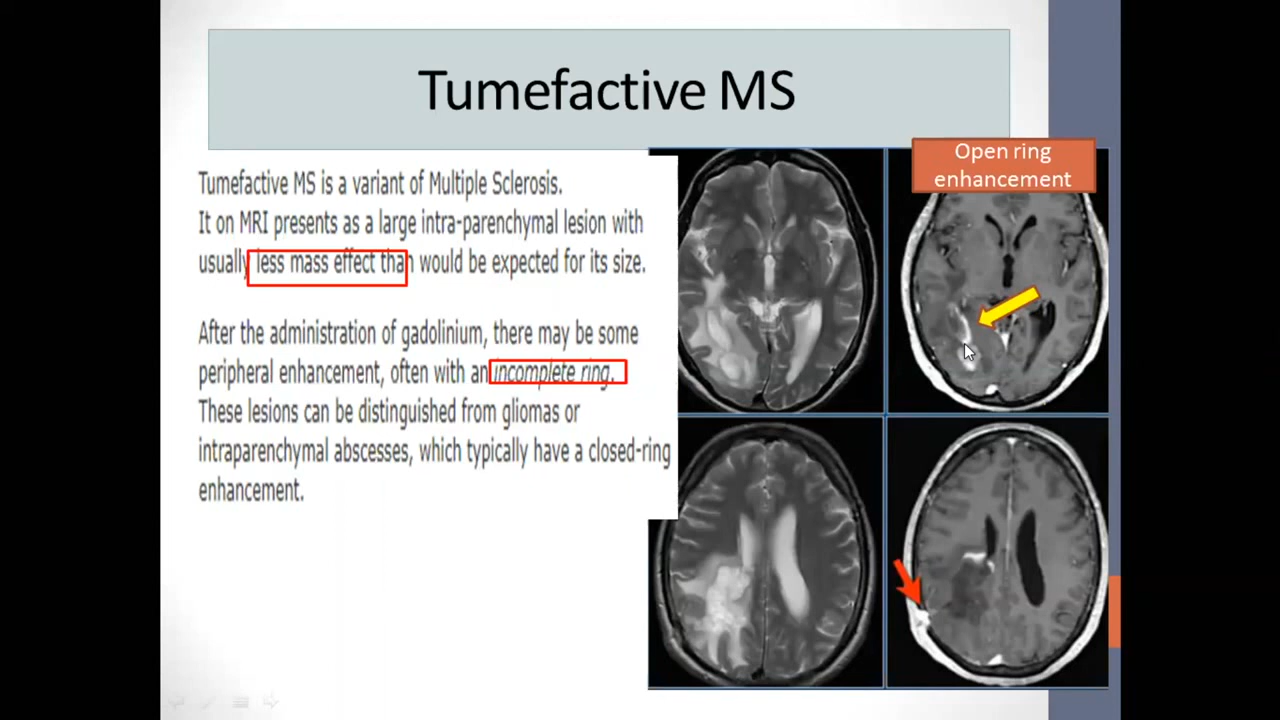 Tumefactive MS
Tumefactive MS is a variant of Multiple Sclerosis.
It on MRI presents as a large intra-parenchymal lesion with
usually less mass effect than would be expected for its size.
After the administration of gadolinium, there may be some
peripheral enhancement, often with an incomplete ring.
These lesions can be distinguished from gliomas or
intraparenchymal abscesses, which typically have a closed-ring
enhancement.
Open ring
enhancement